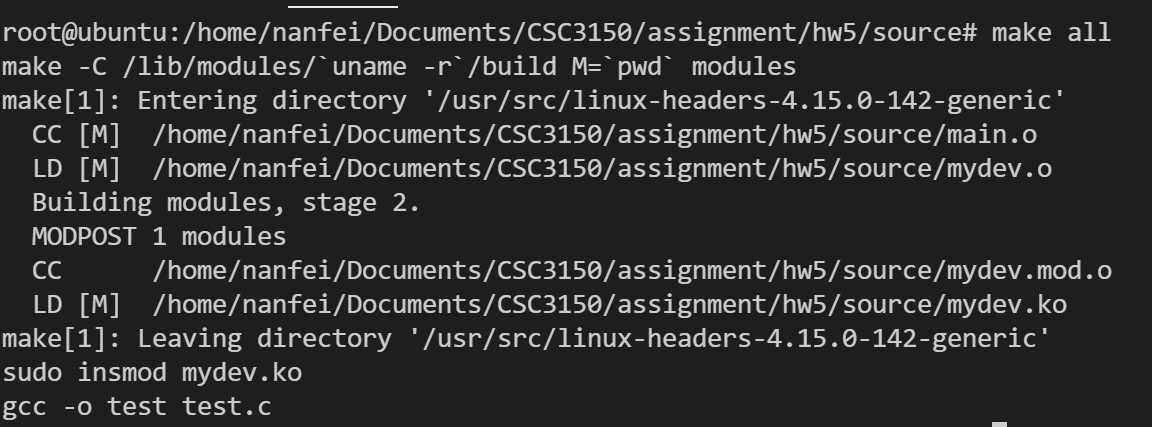 root@ubuntu:/home/nanfei/Documents/CSC3150/assignment/hw5/source# make all
make -C /lib/modules/`uname -r`/build M=`pwd` modules
make[1]: Entering directory '/usr/src/linux-headers-4.15.0-142-generic'
  CC [M]  /home/nanfei/Documents/CSC3150/assignment/hw5/source/main.o
  LD [M]  /home/nanfei/Documents/CSC3150/assignment/hw5/source/mydev.o
  Building modules, stage 2.
  MODPOST 1 modules
  CC      /home/nanfei/Documents/CSC3150/assignment/hw5/source/mydev.mod.o
  LD [M]  /home/nanfei/Documents/CSC3150/assignment/hw5/source/mydev.ko
make[1]: Leaving directory '/usr/src/linux-headers-4.15.0-142-generic'
sudo insmod mydev.ko
gcc -o test test.c